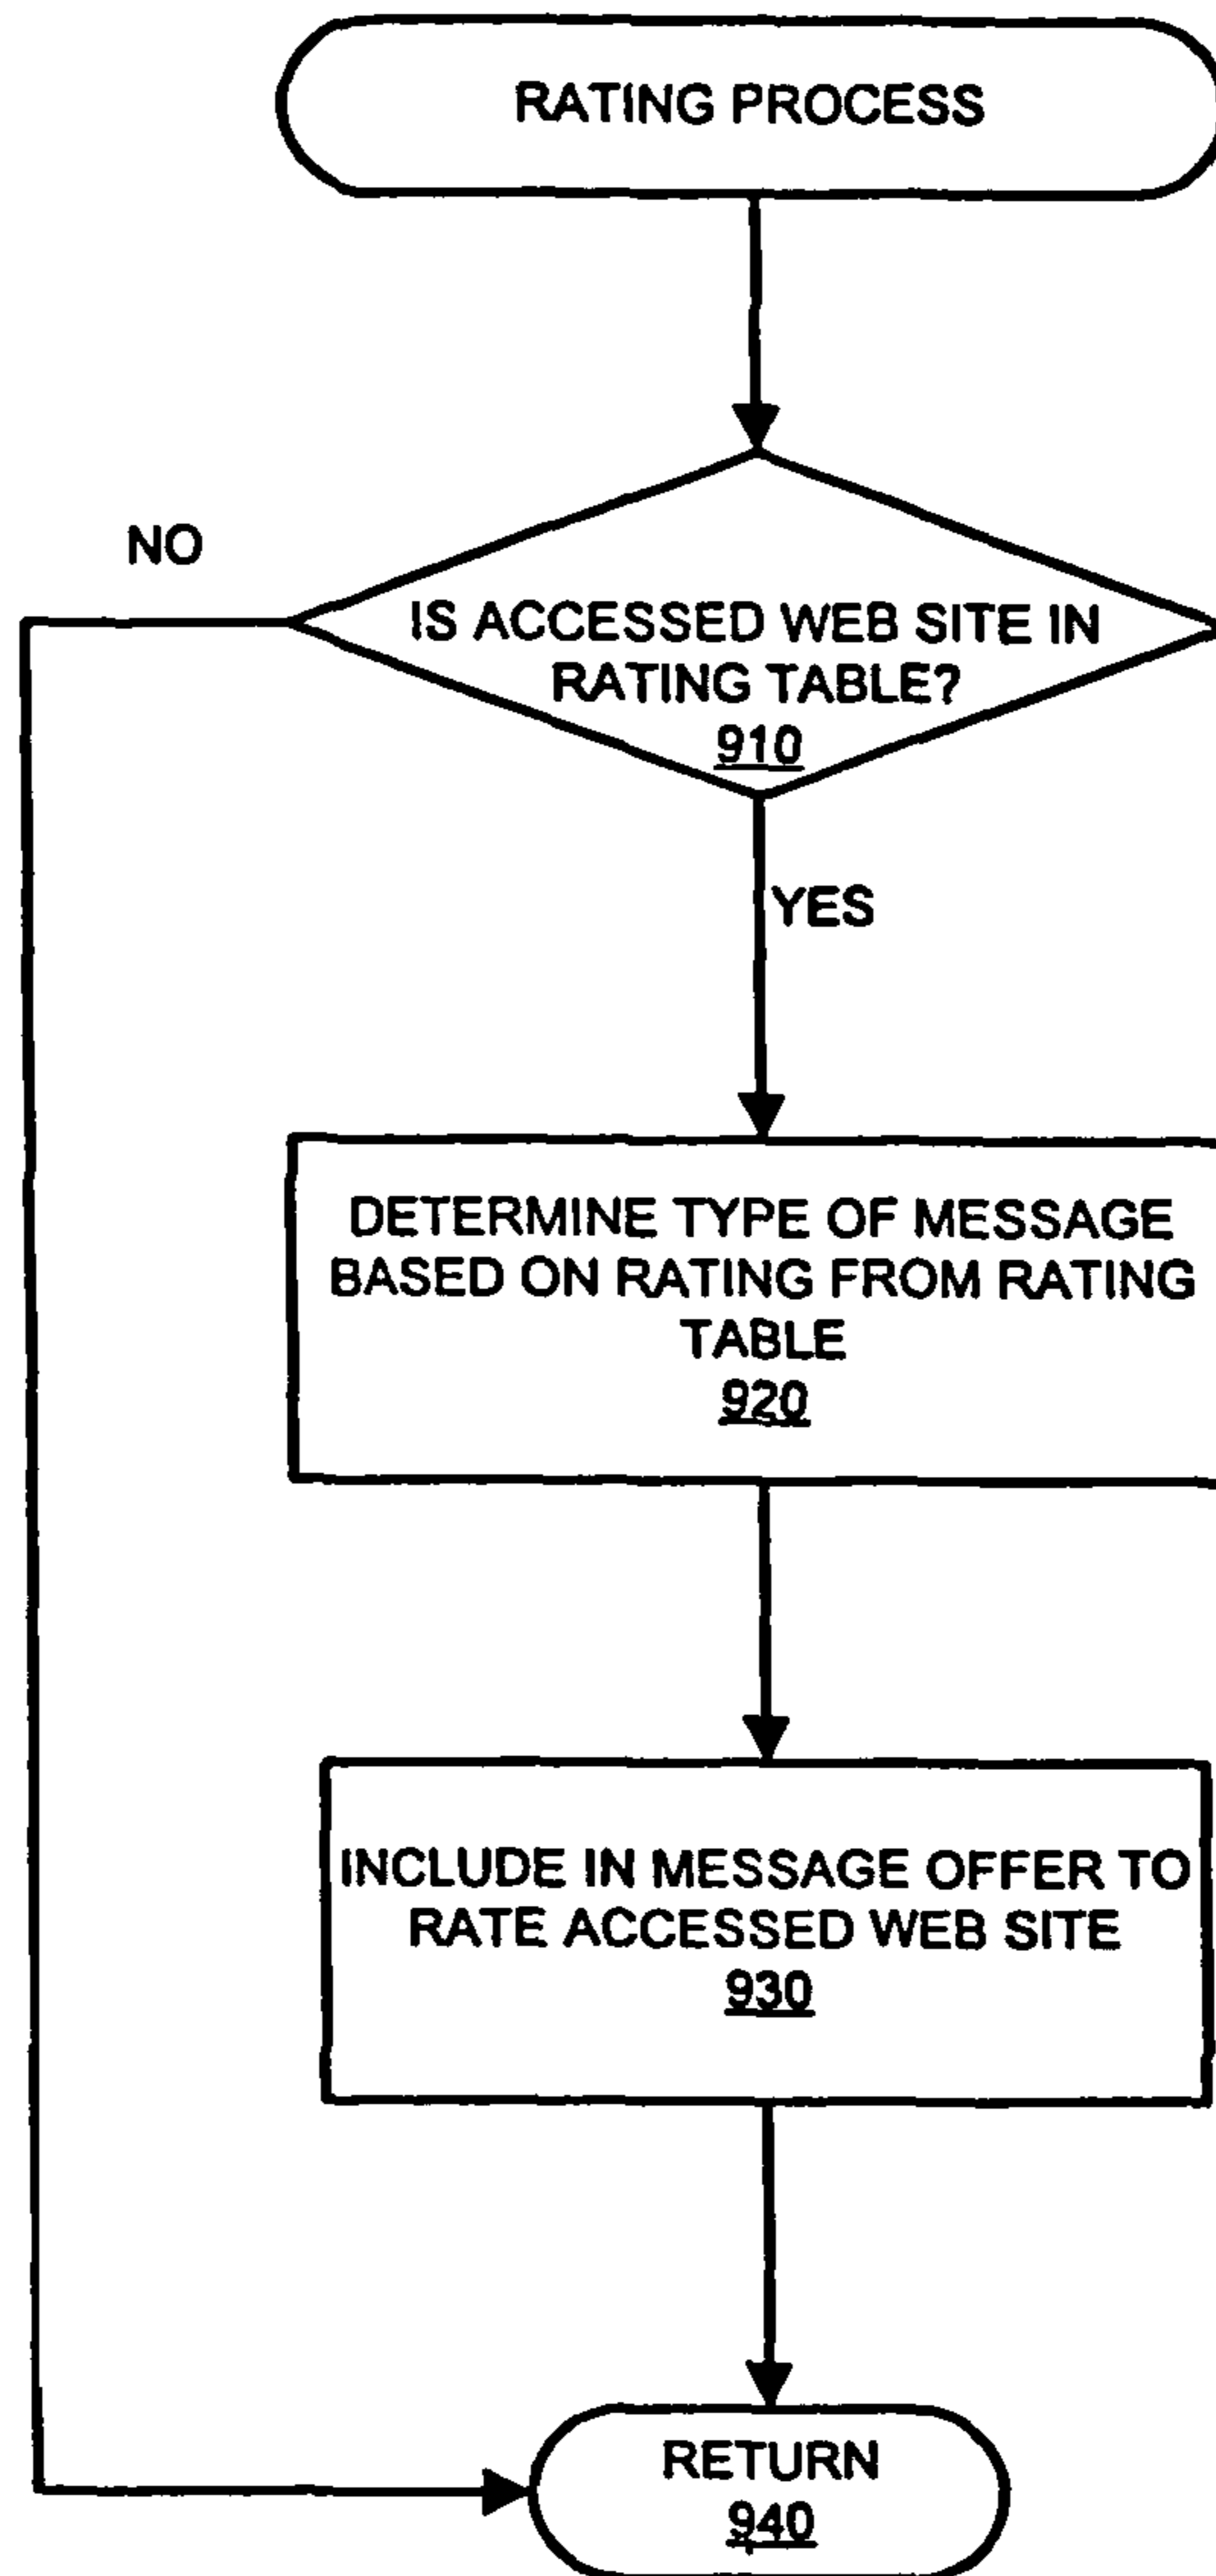 RATING PROCESS
NO
IS ACCESSED WEB SITE IN
RATING TABLE?
910
YES
DETERMINE TYPE OF MESSAGE
BASED ON RATING FROM RATING
TABLE
920
INCLUDE IN MESSAGE OFFER TO
RATE ACCESSED WEB SITE
930
RETURN
940